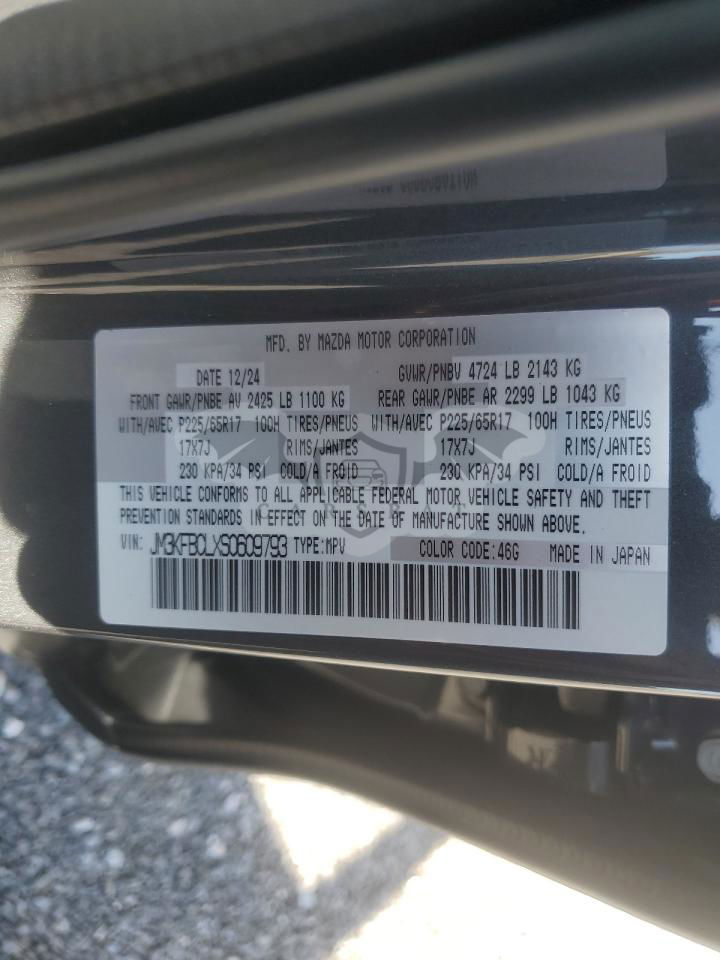 MFD. BY MAZDA MOTOR CORPORATION
DATE 12/24 GVWR/PNBV 4724 LB 2143 KG
FRONT GAWR/PNBE AV 2425 LB 1100 KG REAR GAWR/PNBE AR 2299 LB 1043 KG
WITH/AVEC P225/65R17 100H TIRES/PNEUS WITH/AVEC P225/65R17 100H TIRES/PNEUS
17X7J RIMS/JANTES 17X7J RIMS/JANTES
230 KPA/34 PSI COLD/A FROID 230 KPA/34 PSI COLD/A FROID
THIS VEHICLE CONFORMS TO ALL APPLICABLE FEDERAL MOTOR VEHICLE SAFETY AND THEFT
PREVENTION STANDARDS IN EFFECT ON THE DATE OF MANUFACTURE SHOWN ABOVE.
VIN: JM3KFBCLXS0609793 TYPE:MPV COLOR CODE:46G MADE IN JAPAN